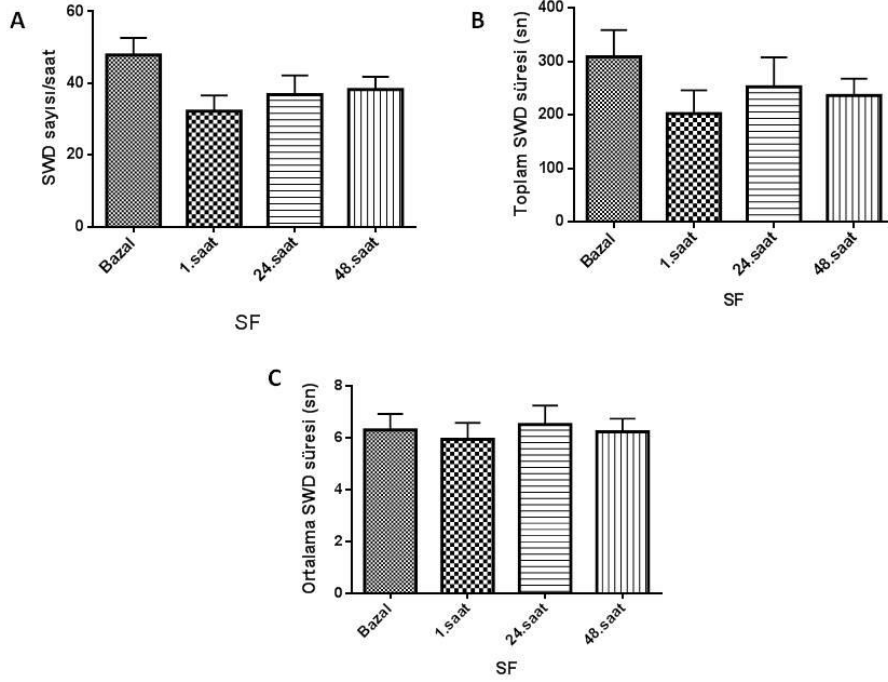 A
SWD sayısı/saat
60
40
20
0
Bazal
1.saat
24.saat
48.saat
SF
B
Toplam SWD süresi (sn)
400
300
200
100
0
Bazal
1.saat
24.saat
48.saat
SF
C
Ortalama SWD süresi (sn)
8
6
4
2
0
Bazal
1.saat
24.saat
48.saat
SF